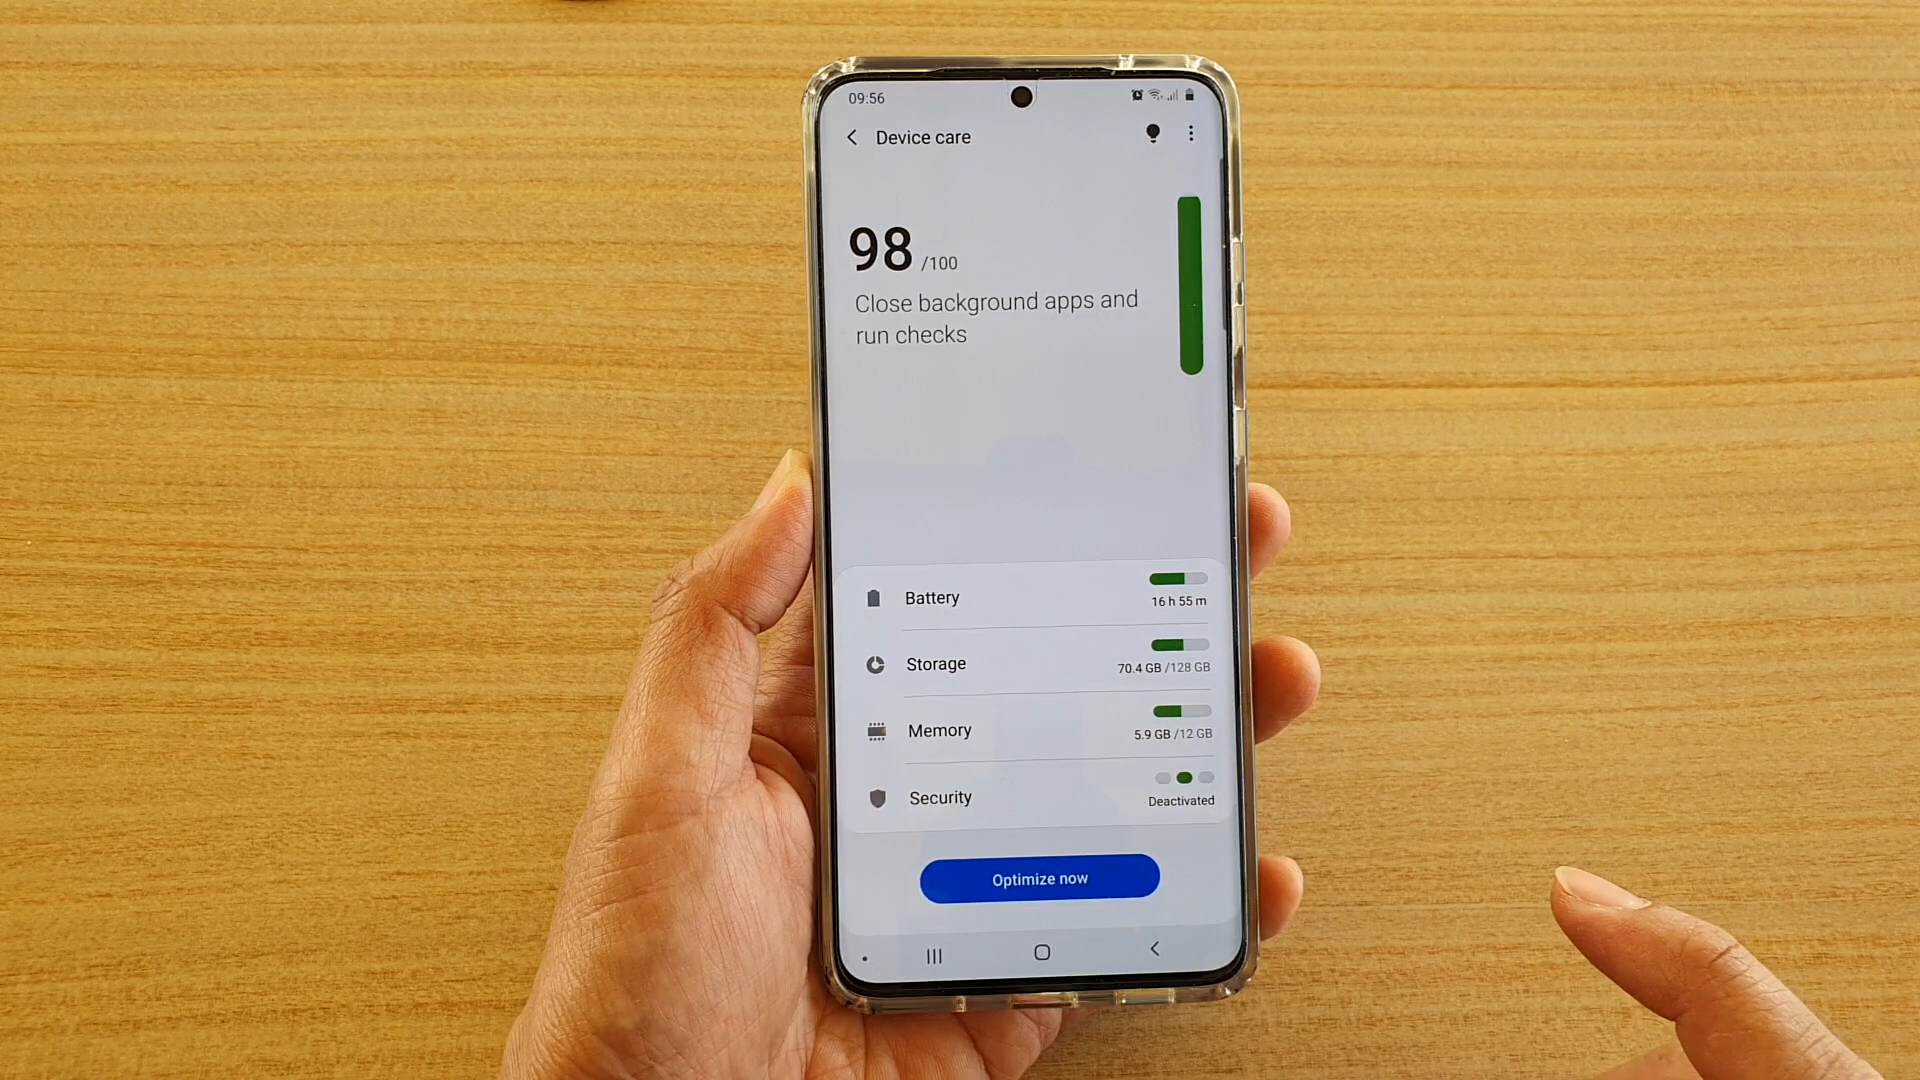 09:56
Device care
98 /100
Close background apps and
run checks
Battery
16 h 55 m
Storage
70.4 GB /128 GB
Memory
5.9 GB /12 GB
Security
Deactivated
Optimize now